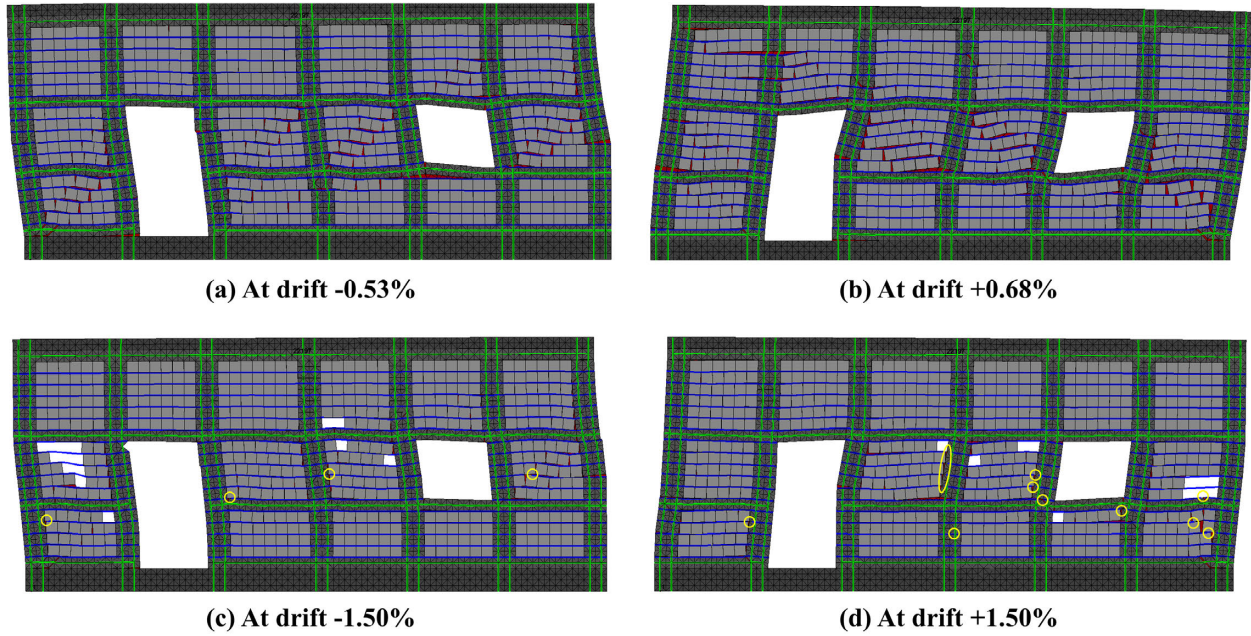 (a) At drift -0.53%
(b) At drift +0.68%
(c) At drift -1.50%
(d) At drift +1.50%